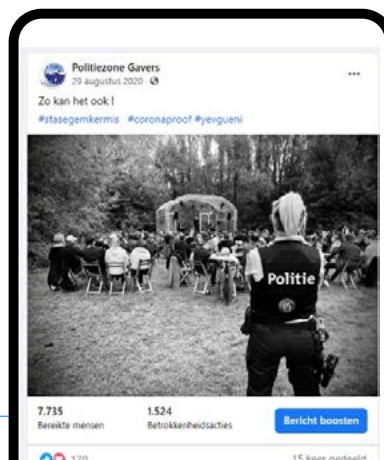 Politiezone Gavers
29 augustus 2020
Zo kan het ook !
#stasegemkermis #coronaproof #yevgueni
Politie
7.735
Bereikte mensen
1.524
Betrokkenheidsacties
Bericht boosten
170
15 keer gedeeld